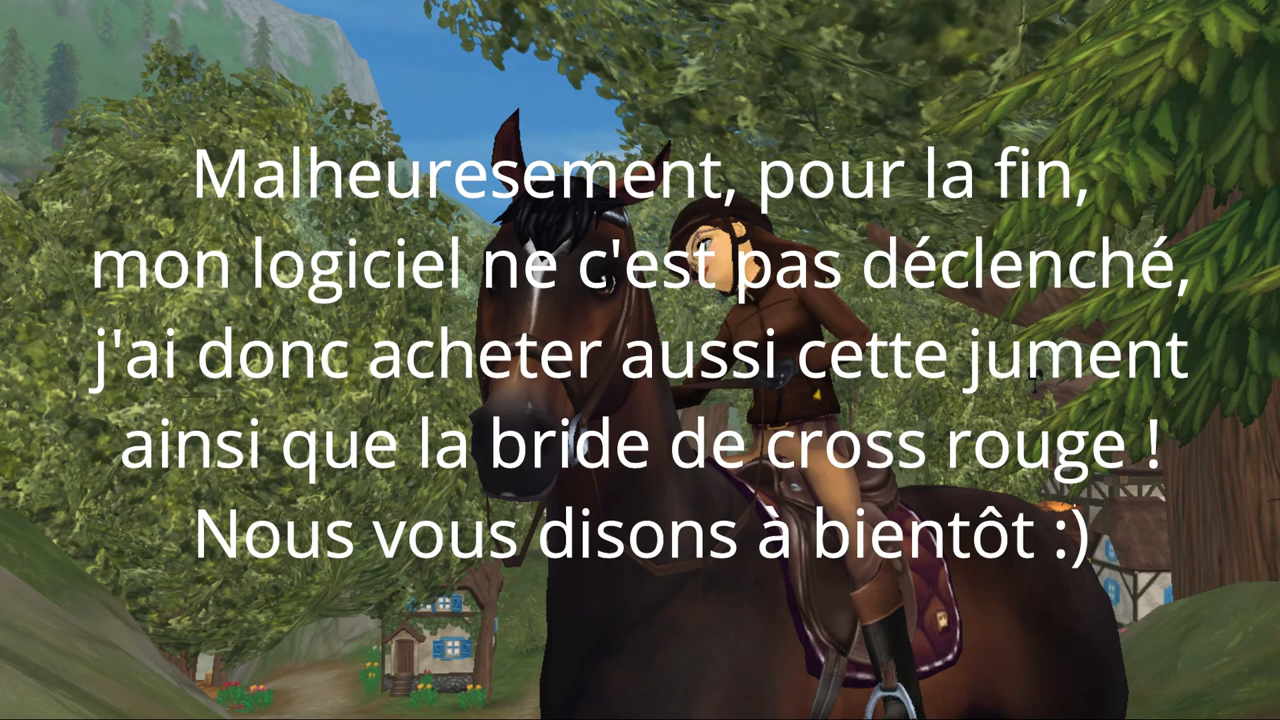 Malheuresement, pour la fin,
mon logiciel ne c'est pas déclenché,
j'ai donc acheter aussi cette jument
ainsi que la bride de cross rouge !
Nous vous disons à bientôt :)